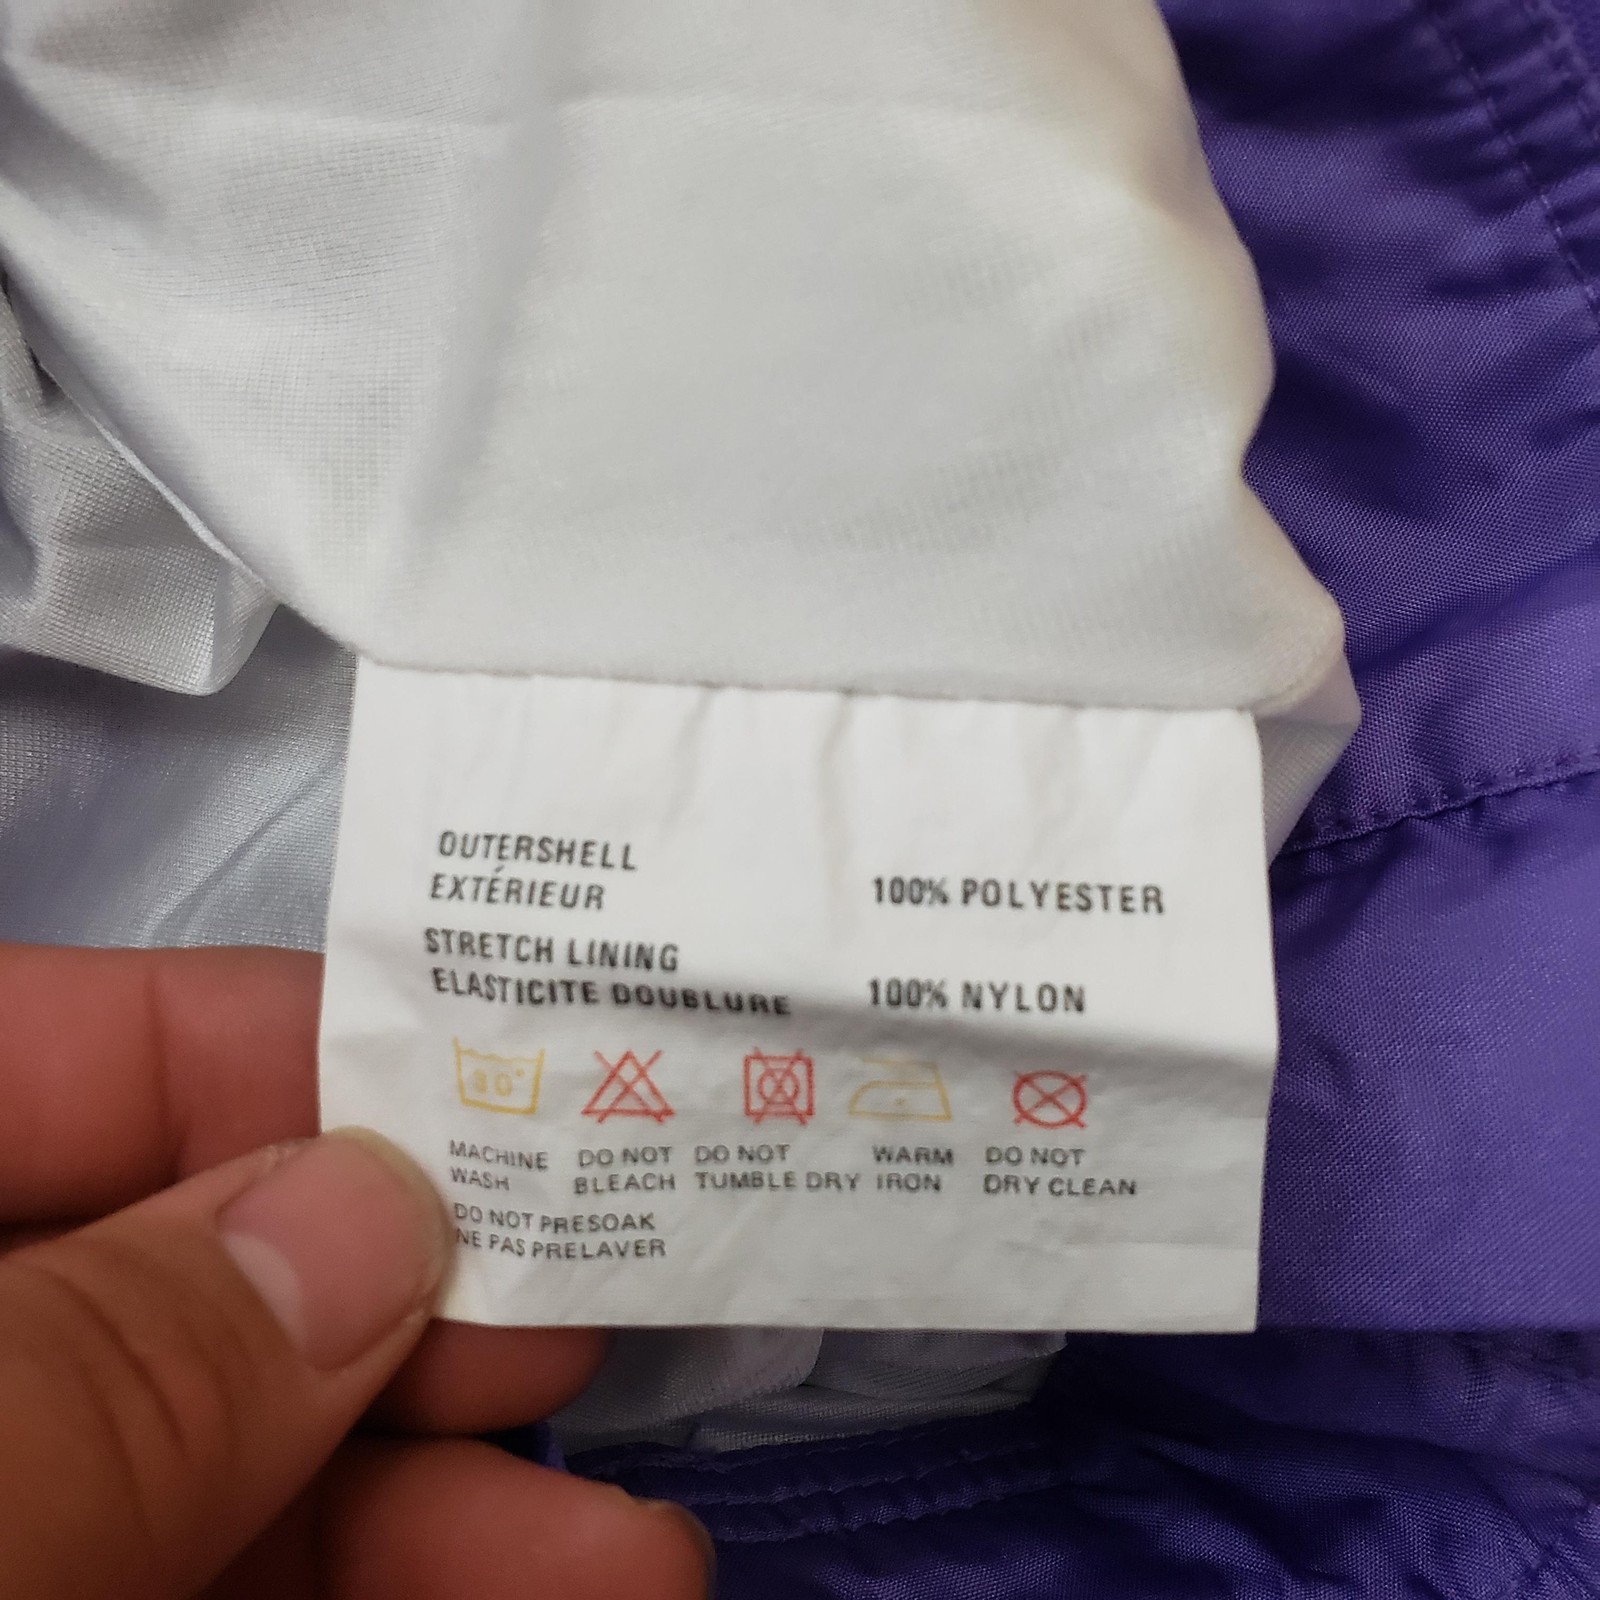 OUTERSHELL
EXTÉRIEUR 100% POLYESTER
STRETCH LINING
ELASTICITE DOUBLURE 100% NYLON
30°
MACHINE DO NOT DO NOT WARM DO NOT
WASH BLEACH TUMBLE DRY IRON DRY CLEAN
DO NOT PRESOAK
NE PAS PRELAVER